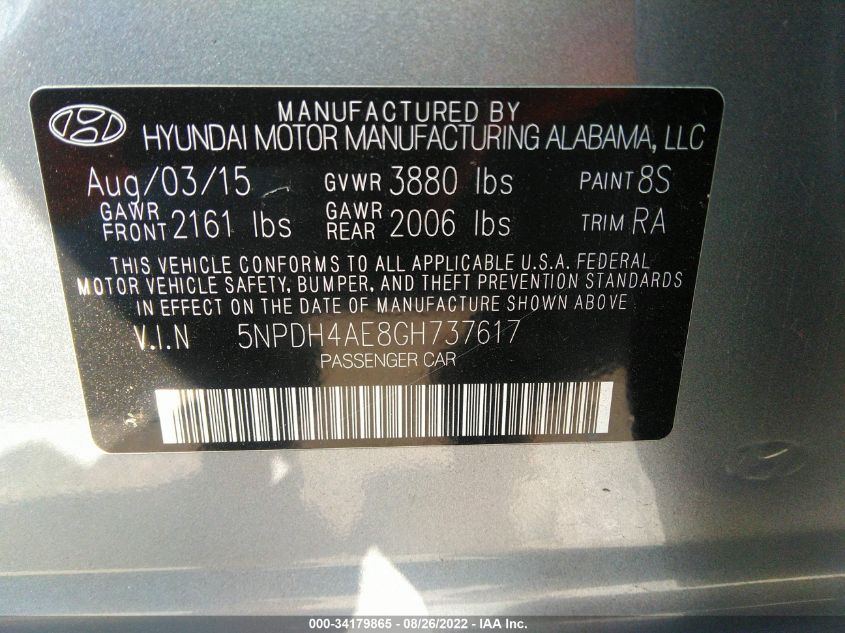 MANUFACTURED BY
HYUNDAI MOTOR MANUFACTURING ALABAMA, LLC
Aug/03/15 GVWR 3880 lbs PAINT 8S
GAWR FRONT 2161 lbs GAWR REAR 2006 lbs TRIM RA
THIS VEHICLE CONFORMS TO ALL APPLICABLE U.S.A. FEDERAL
MOTOR VEHICLE SAFETY, BUMPER, AND THEFT PREVENTION STANDARDS
IN EFFECT ON THE DATE OF MANUFACTURE SHOWN ABOVE
V.I.N 5NPDH4AE8GH737617
PASSENGER CAR
000-34179865 - 08/26/2022 - IAA Inc.